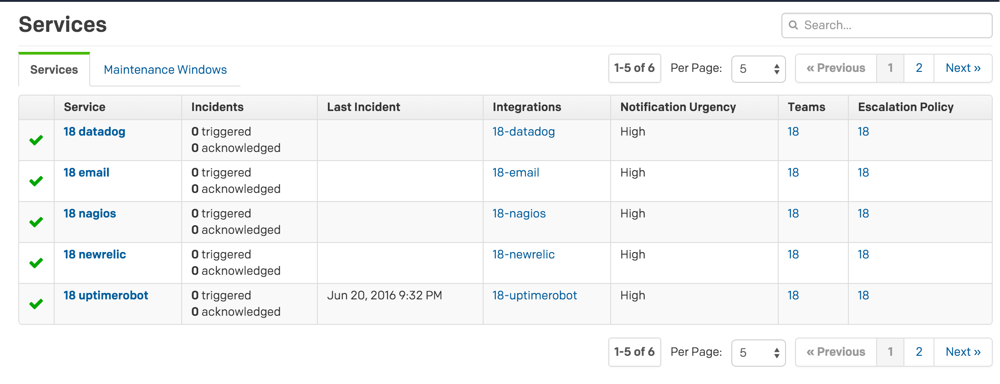 Services
Search...
Services Maintenance Windows 1-5 of 6 Per Page: 5 « Previous 1 2 Next »
Service Incidents Last Incident Integrations Notification Urgency Teams Escalation Policy
18 datadog 0 triggered 18-datadog High 18 18
0 acknowledged
18 email 0 triggered 18-email High 18 18
0 acknowledged
18 nagios 0 triggered 18-nagios High 18 18
0 acknowledged
18 newrelic 0 triggered 18-newrelic High 18 18
0 acknowledged
18 uptimerobot 0 triggered Jun 20, 2016 9:32 PM 18-uptimerobot High 18 18
0 acknowledged
1-5 of 6 Per Page: 5 « Previous 1 2 Next »